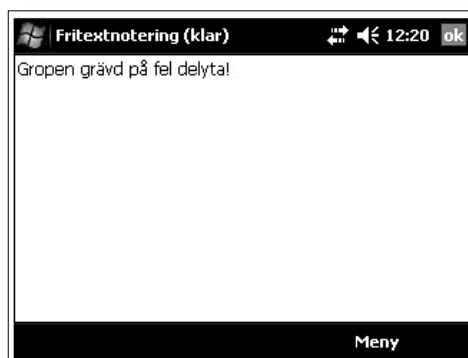 Fritextnotering (klar) 12:20 ok
Gropen grävd på fel delyta!
Meny